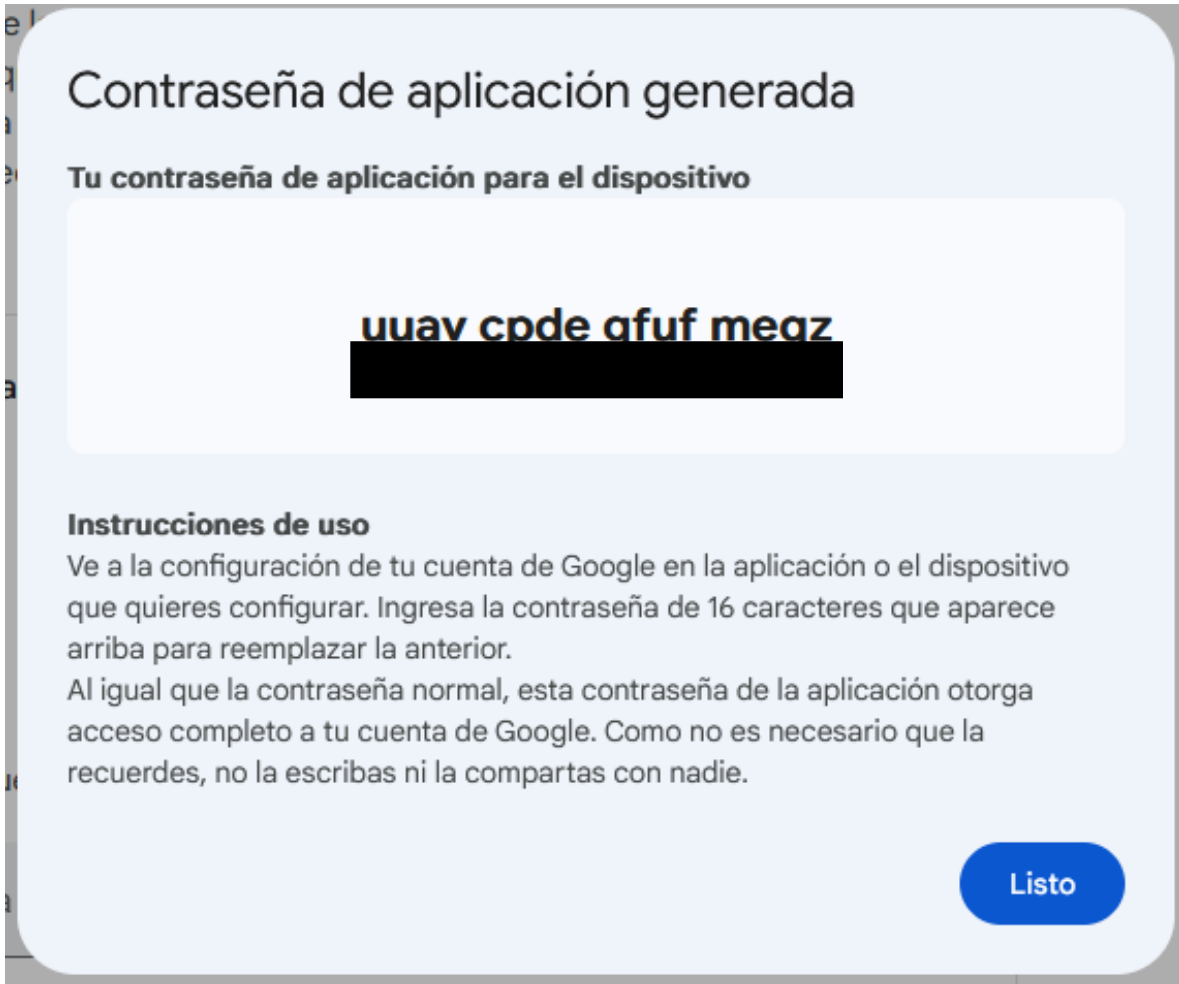 Contraseña de aplicación generada
Tu contraseña de aplicación para el dispositivo
Instrucciones de uso
Ve a la configuración de tu cuenta de Google en la aplicación o el dispositivo
que quieres configurar. Ingresa la contraseña de 16 caracteres que aparece
arriba para reemplazar la anterior.
Al igual que la contraseña normal, esta contraseña de la aplicación otorga
acceso completo a tu cuenta de Google. Como no es necesario que la
recuerdes, no la escribas ni la compartas con nadie.
Listo